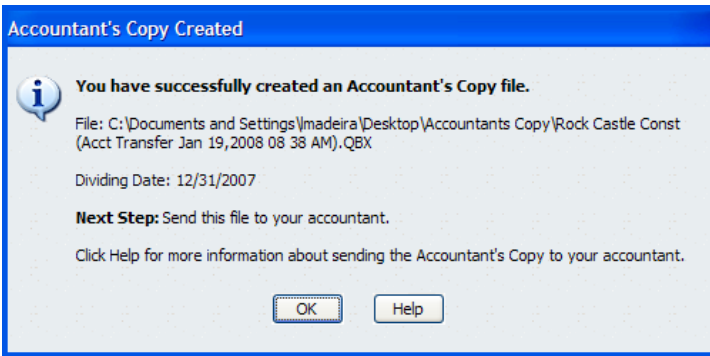 Accountant's Copy Created
You have successfully created an Accountant's Copy file.
File: C:\Documents and Settings\lmadeira\Desktop\Accountants Copy\Rock Castle Const
(Acct Transfer Jan 19,2008 08 38 AM).QBX
Dividing Date: 12/31/2007
Next Step: Send this file to your accountant.
Click Help for more information about sending the Accountant's Copy to your accountant.
OK Help